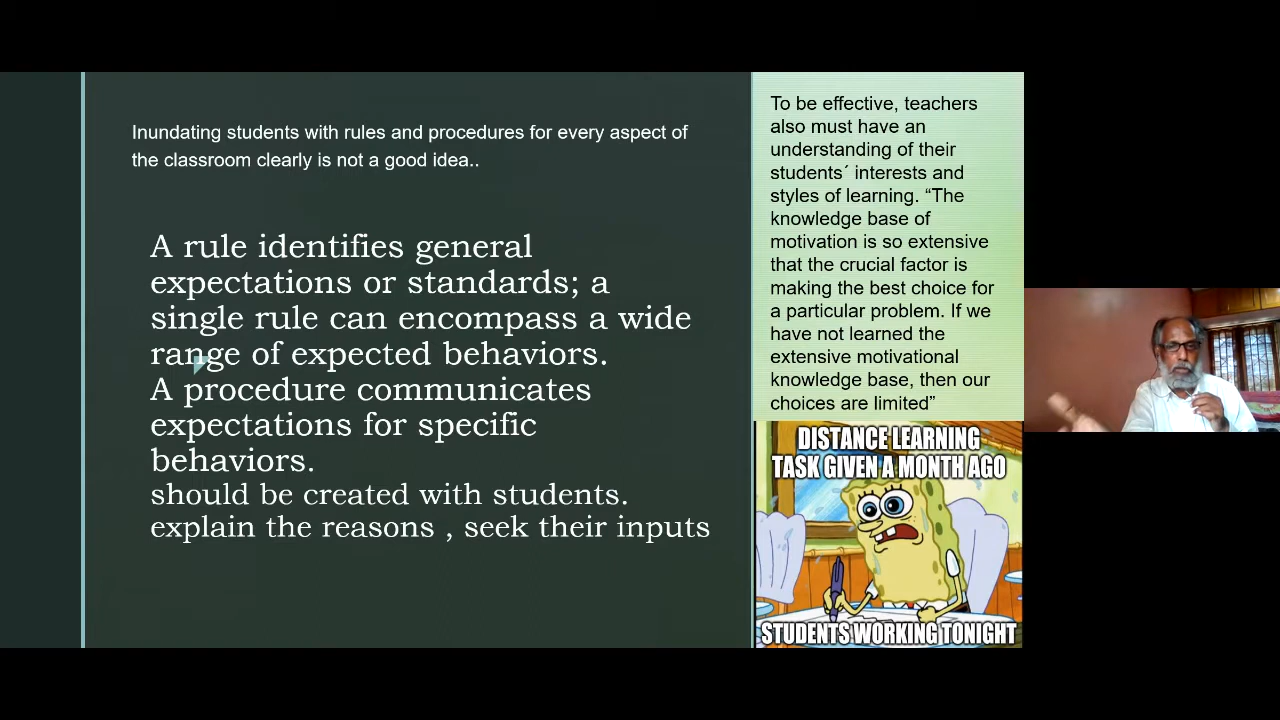 Inundating students with rules and procedures for every aspect of
the classroom clearly is not a good idea..
A rule identifies general
expectations or standards; a
single rule can encompass a wide
range of expected behaviors.
A procedure communicates
expectations for specific
behaviors.
should be created with students.
explain the reasons , seek their inputs
To be effective, teachers
also must have an
understanding of their
students´ interests and
styles of learning. “The
knowledge base of
motivation is so extensive
that the crucial factor is
making the best choice for
a particular problem. If we
have not learned the
extensive motivational
knowledge base, then our
choices are limited”
DISTANCE LEARNING
TASK GIVEN A MONTH AGO
STUDENTS WORKING TONIGHT